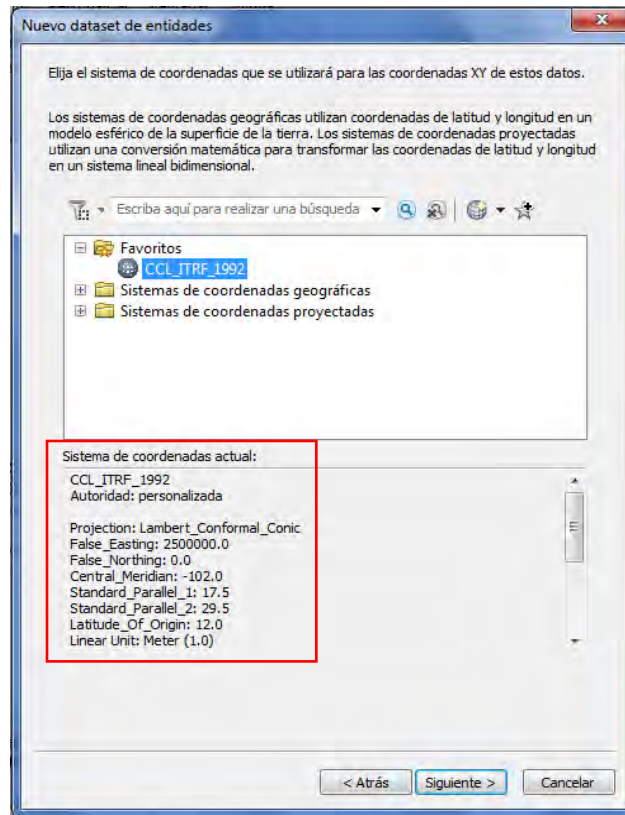 Nuevo dataset de entidades
Elija el sistema de coordenadas que se utilizará para las coordenadas XY de estos datos.
Los sistemas de coordenadas geográficas utilizan coordenadas de latitud y longitud en un
modelo esférico de la superficie de la tierra. Los sistemas de coordenadas proyectadas
utilizan una conversión matemática para transformar las coordenadas de latitud y longitud
en un sistema lineal bidimensional.
Escriba aquí para realizar una búsqueda
Favoritos
CCL_ITRF_1992
Sistemas de coordenadas geográficas
Sistemas de coordenadas proyectadas
Sistema de coordenadas actual:
CCL_ITRF_1992
Autoridad: personalizada
Projection: Lambert_Conformal_Conic
False_Easting: 2500000.0
False_Northing: 0.0
Central_Meridian: -102.0
Standard_Parallel_1: 17.5
Standard_Parallel_2: 29.5
Latitude_Of_Origin: 12.0
Linear Unit: Meter (1.0)
< Atrás Siguiente > Cancelar